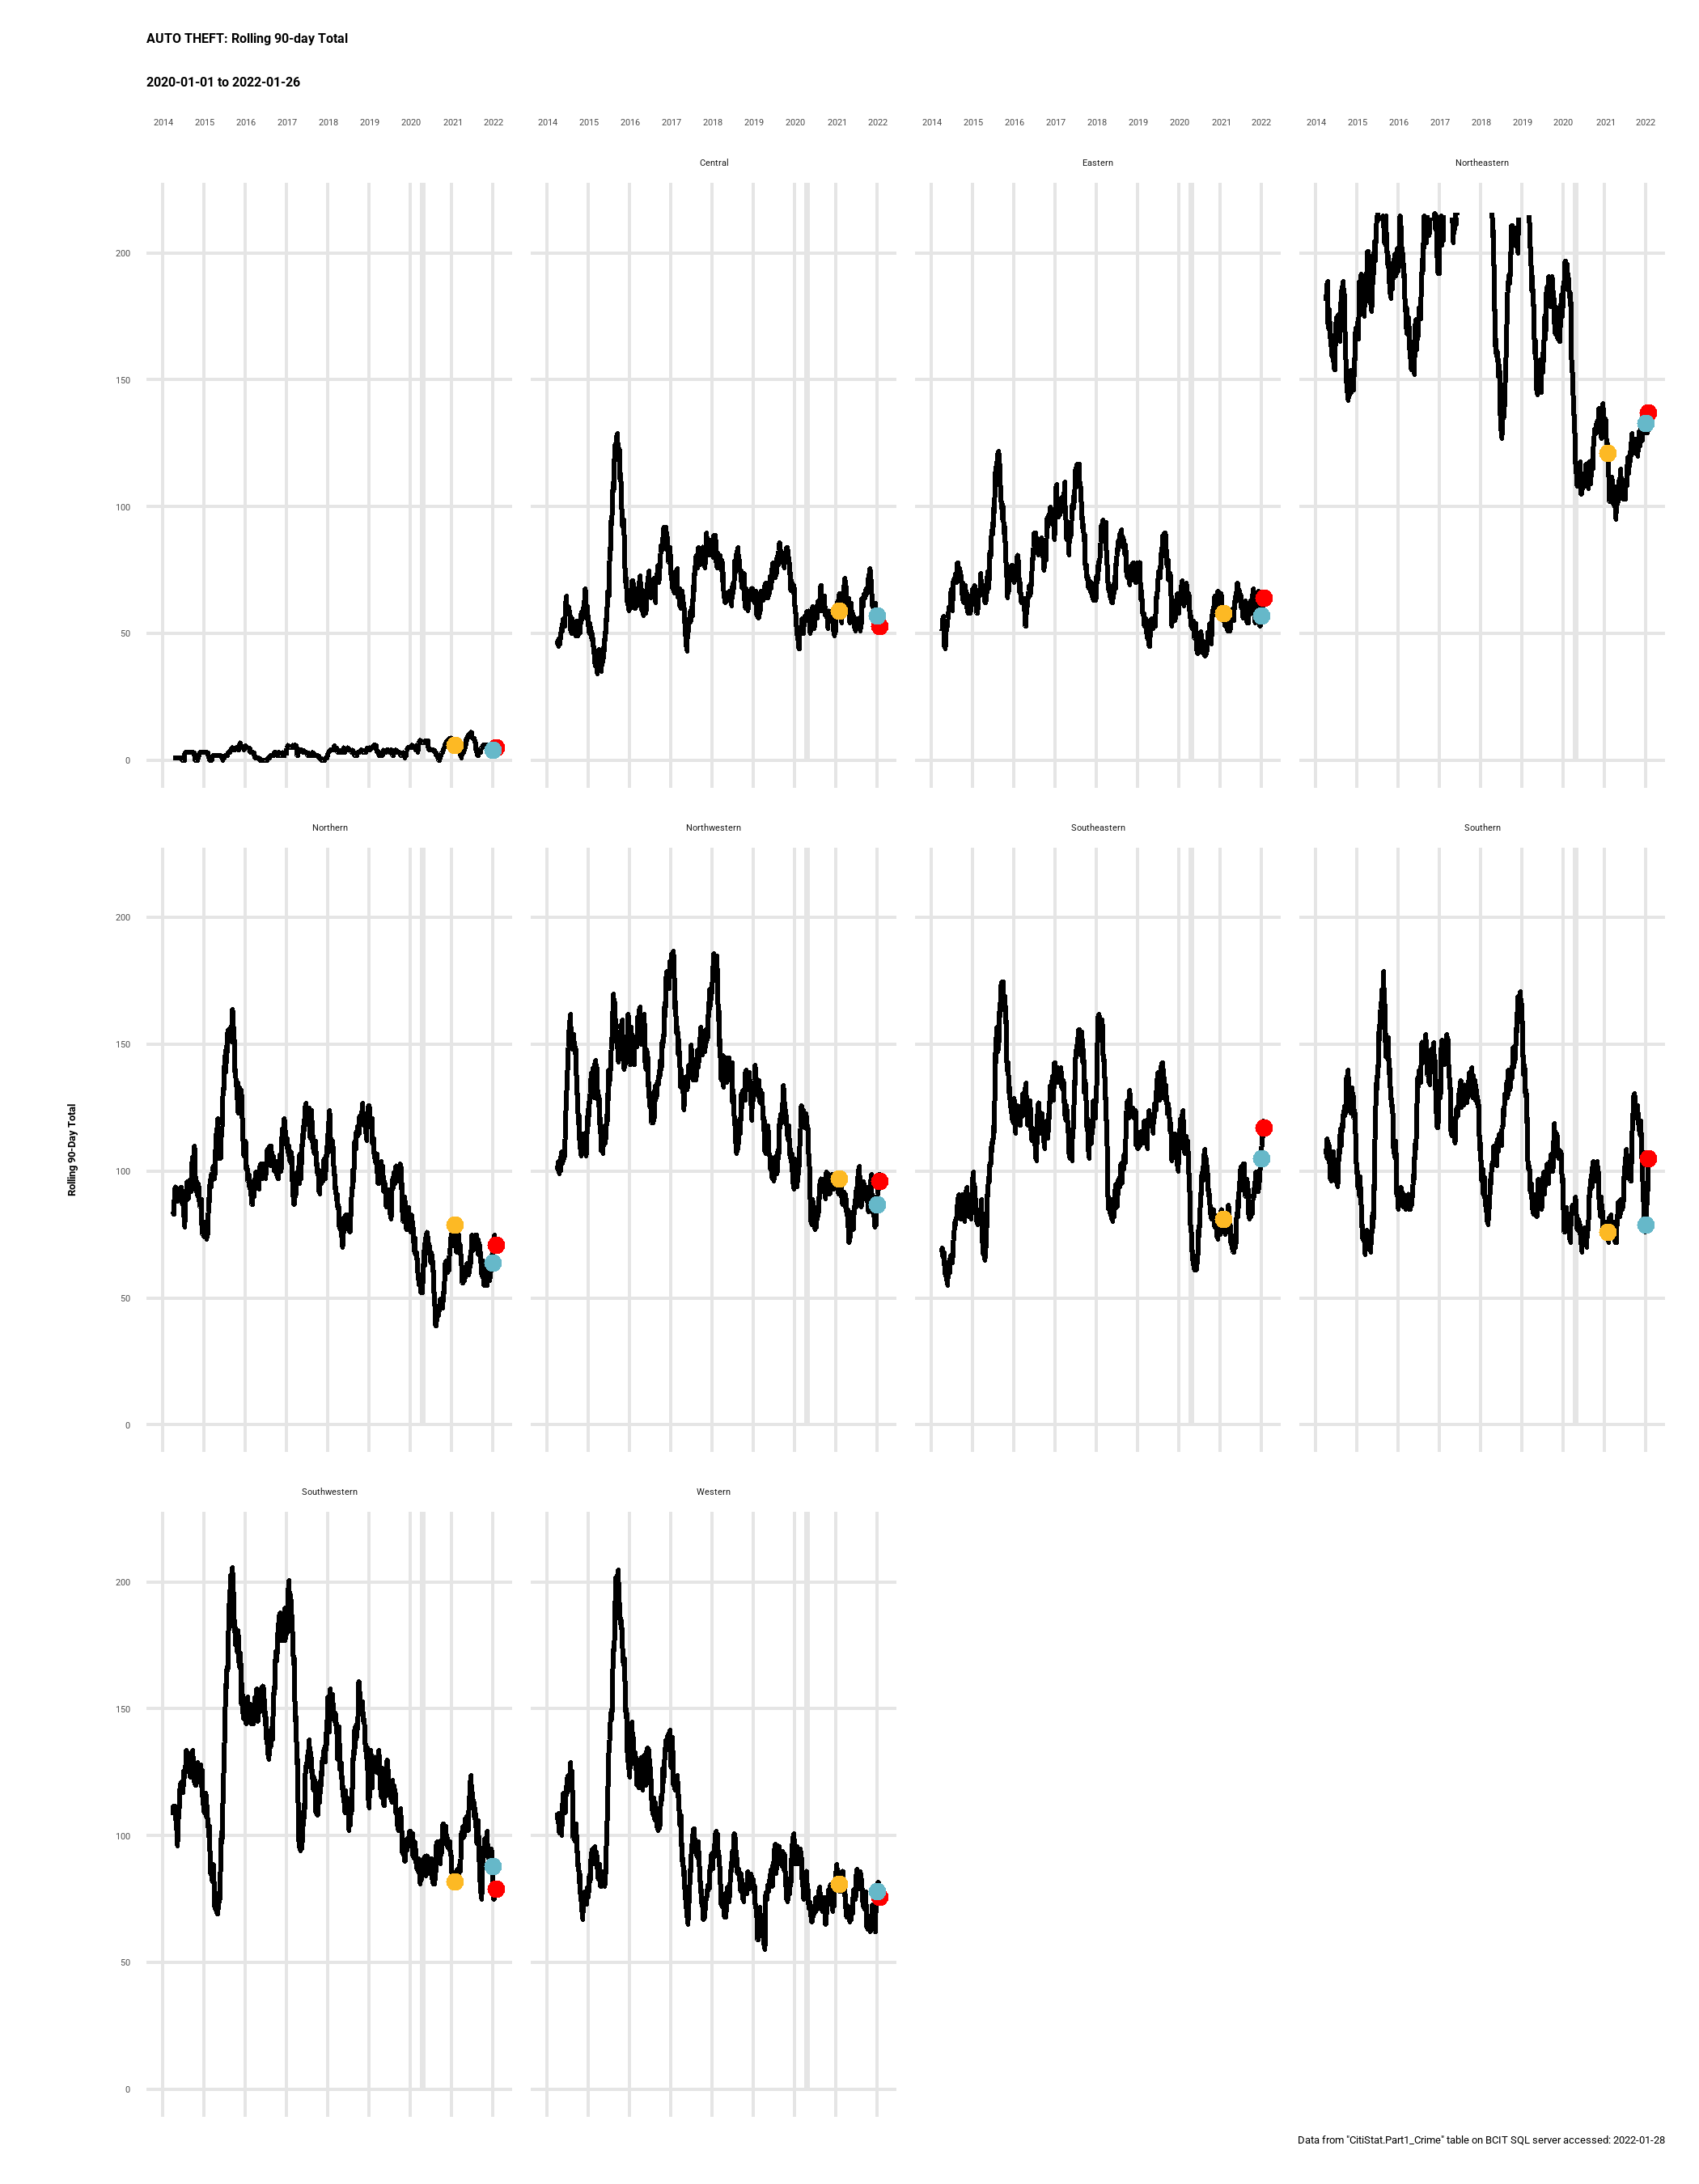 AUTO THEFT: Rolling 90-day Total
2020-01-01 to 2022-01-26
2014 2015 2016 2017 2018 2019 2020 2021 2022 2014 2015 2016 2017 2018 2019 2020 2021 2022 2014 2015 2016 2017 2018 2019 2020 2021 2022 2014 2015 2016 2017 2018 2019 2020 2021 2022
Central Eastern Northeastern
200
150
100
50
0
Northern Northwestern Southeastern Southern
200
150
Rolling 90-Day Total
100
50
0
Southwestern Western
200
150
100
50
0
Data from "CitiStat.Part1_Crime" table on BCIT SQL server accessed: 2022-01-28